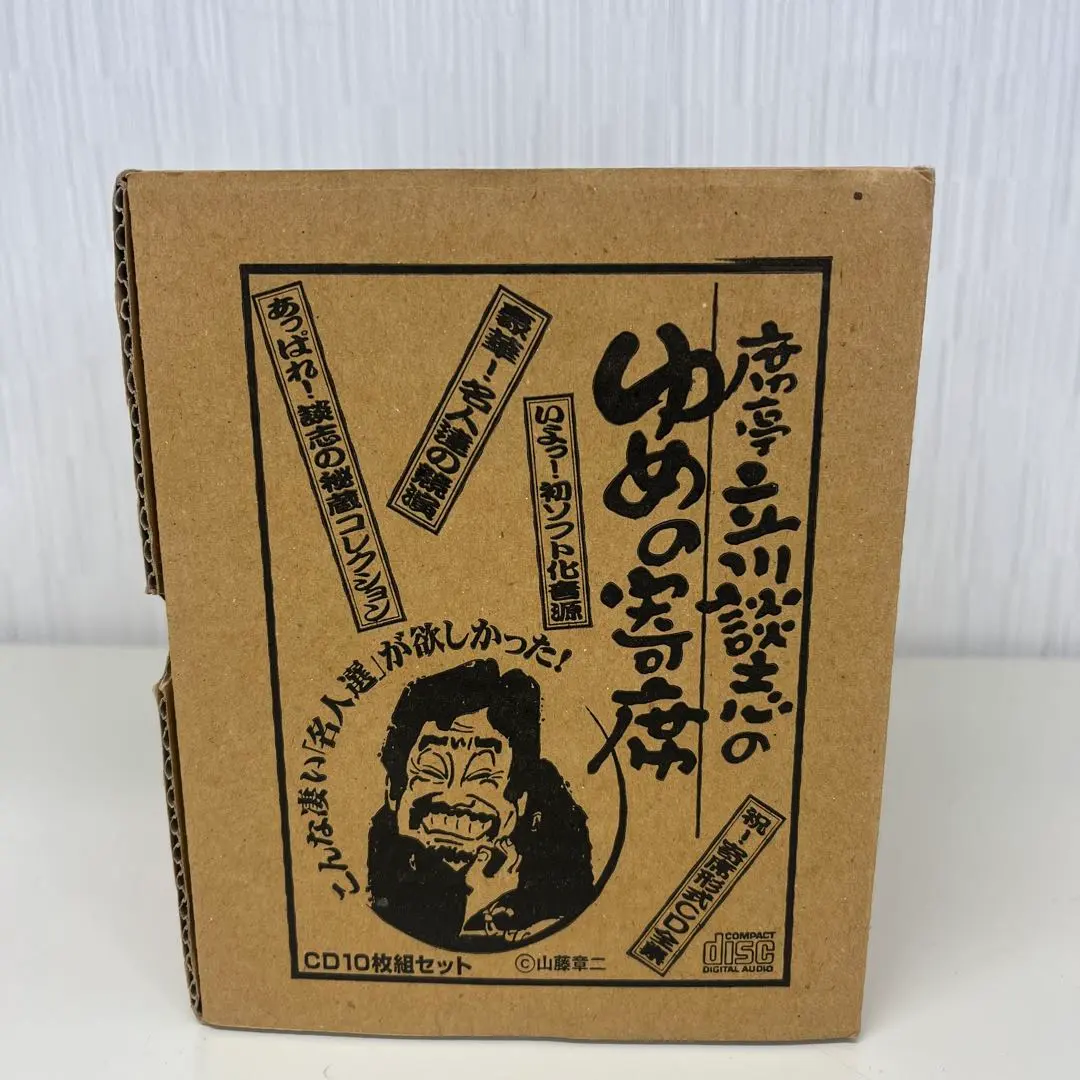 席亭 立川談志の
ゆめの寄席
いよっ!初ソフト化音源
豪華!名人達の競演
あっぱれ!談志の秘蔵コレクション
こんな凄い「名人選」が欲しかった!
祝!
CD10枚組セット
©山藤章二
COMPACT
disc
DIGITAL AUDIO